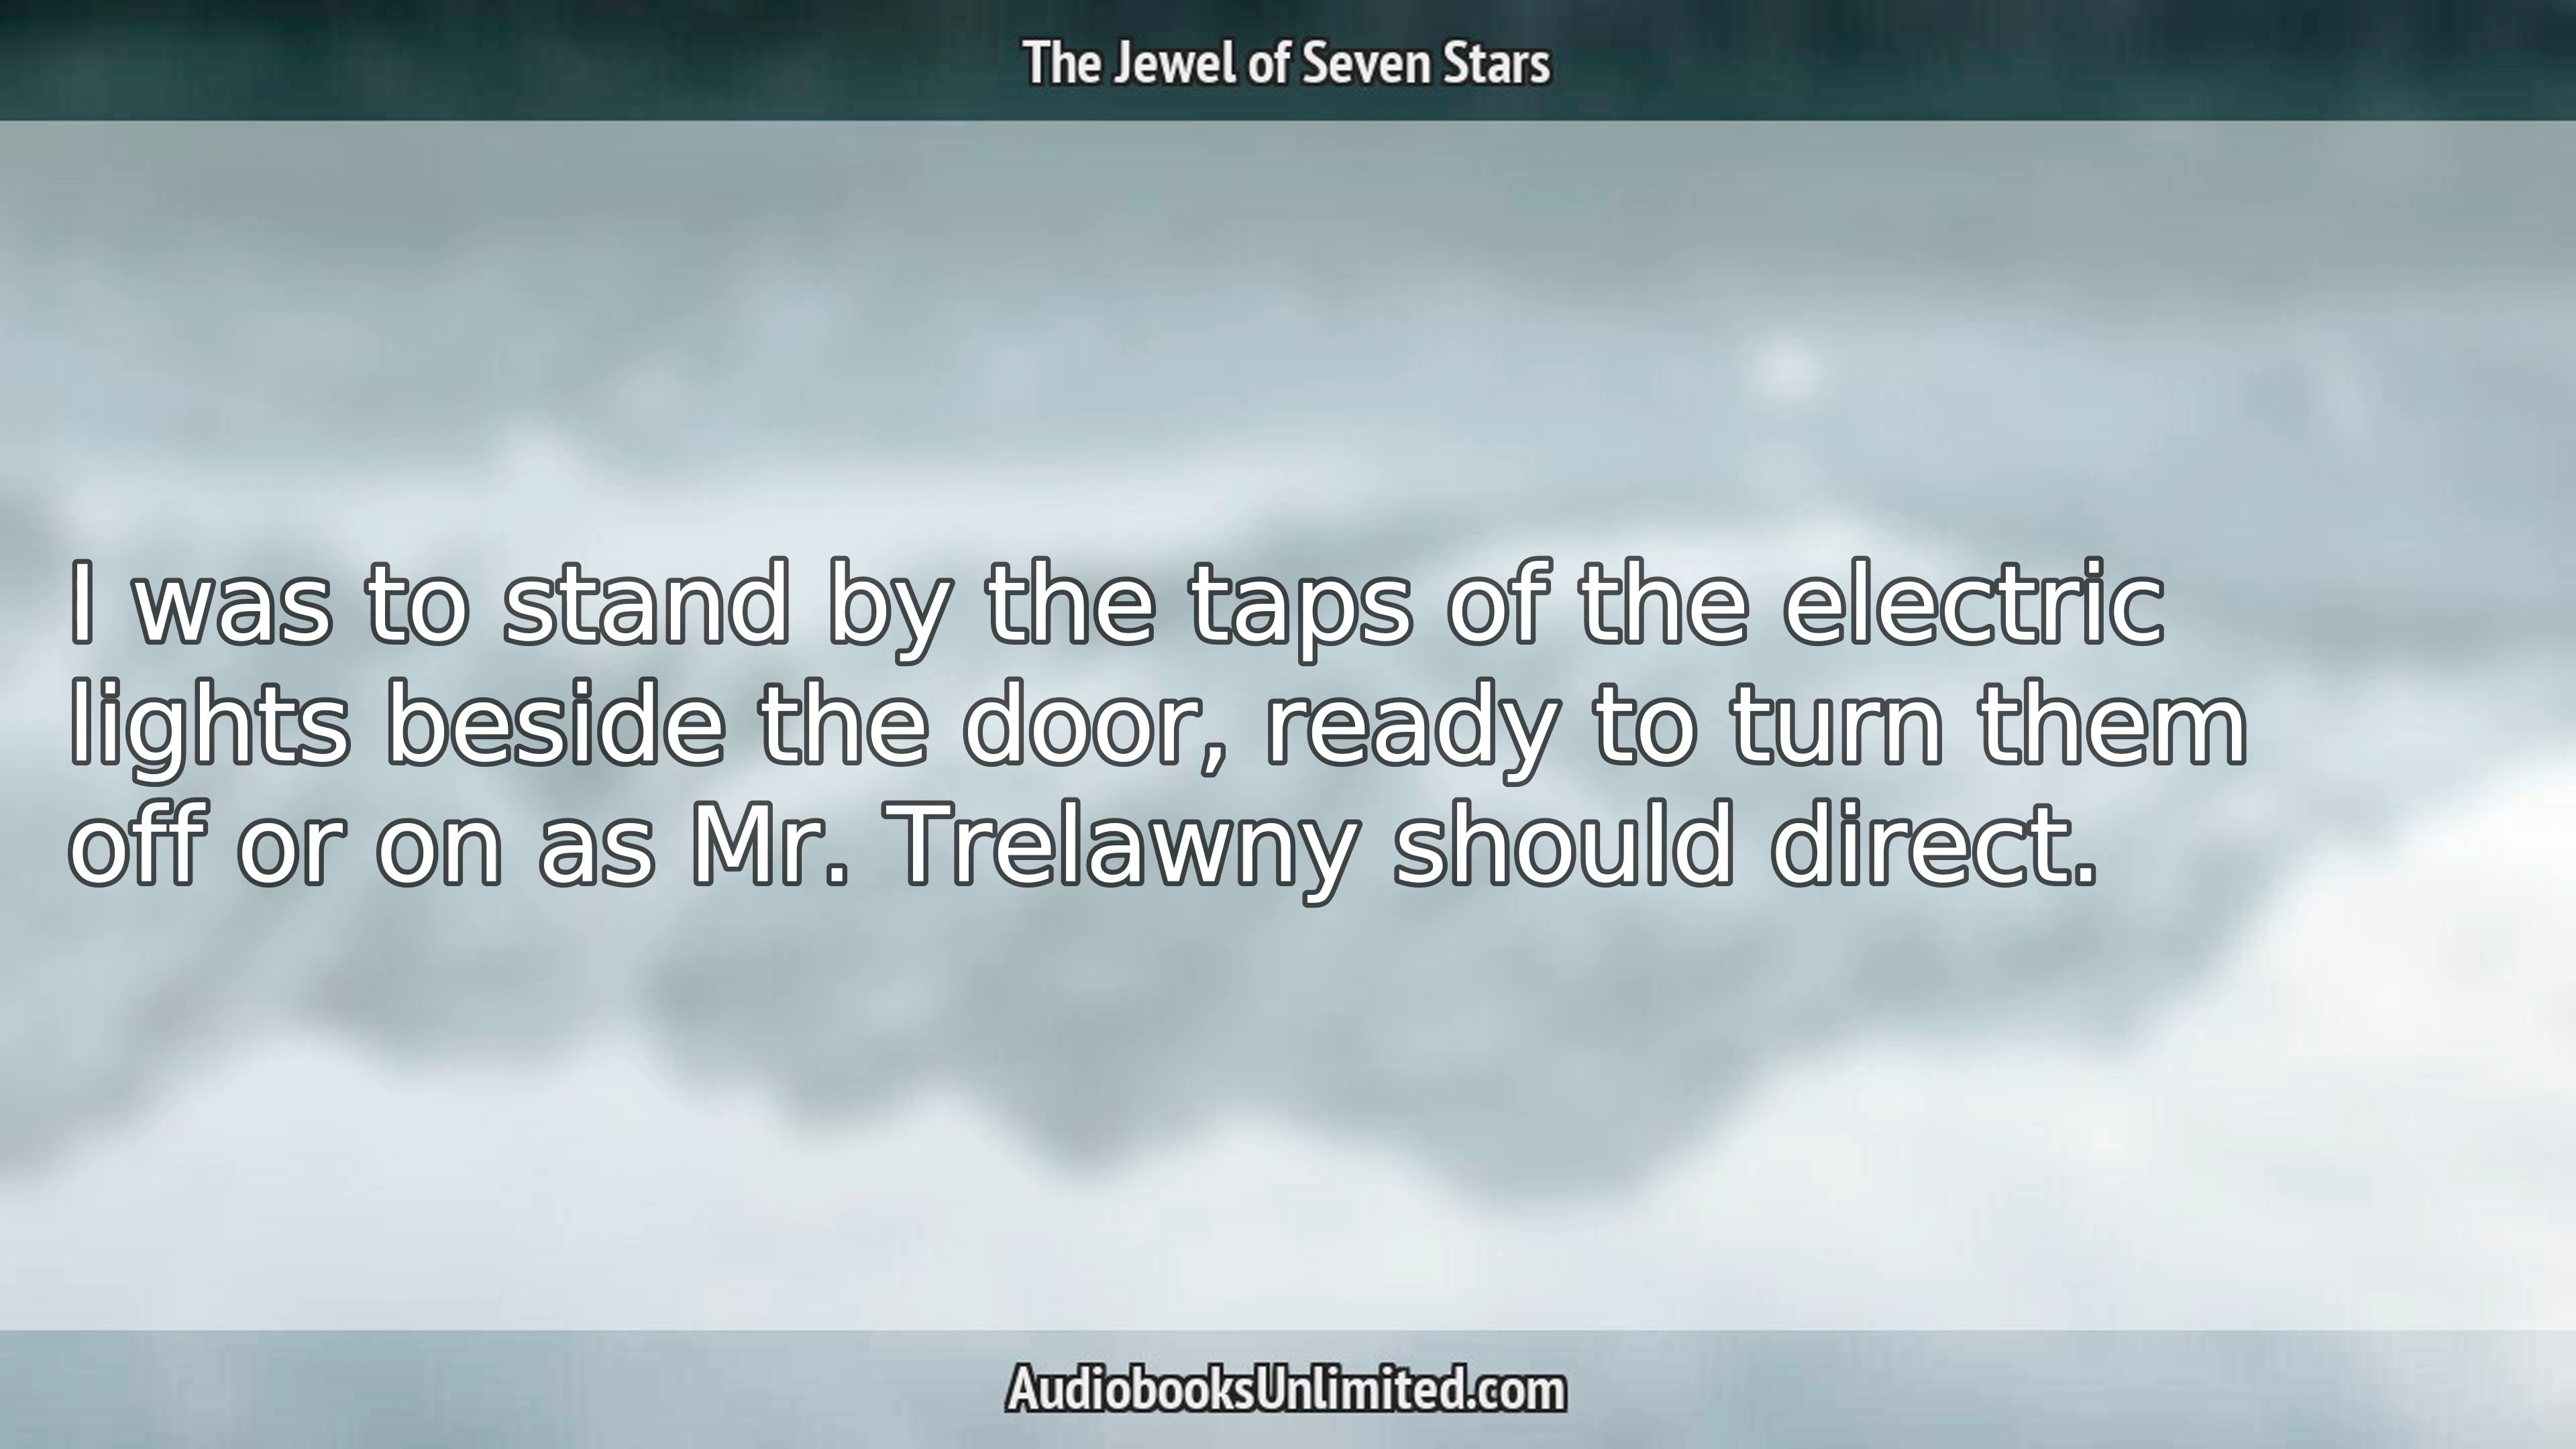 The Jewel of Seven Stars
I was to stand by the taps of the electric
lights beside the door, ready to turn them
off or on as Mr. Trelawny should direct.
AudiobooksUnlimited.com